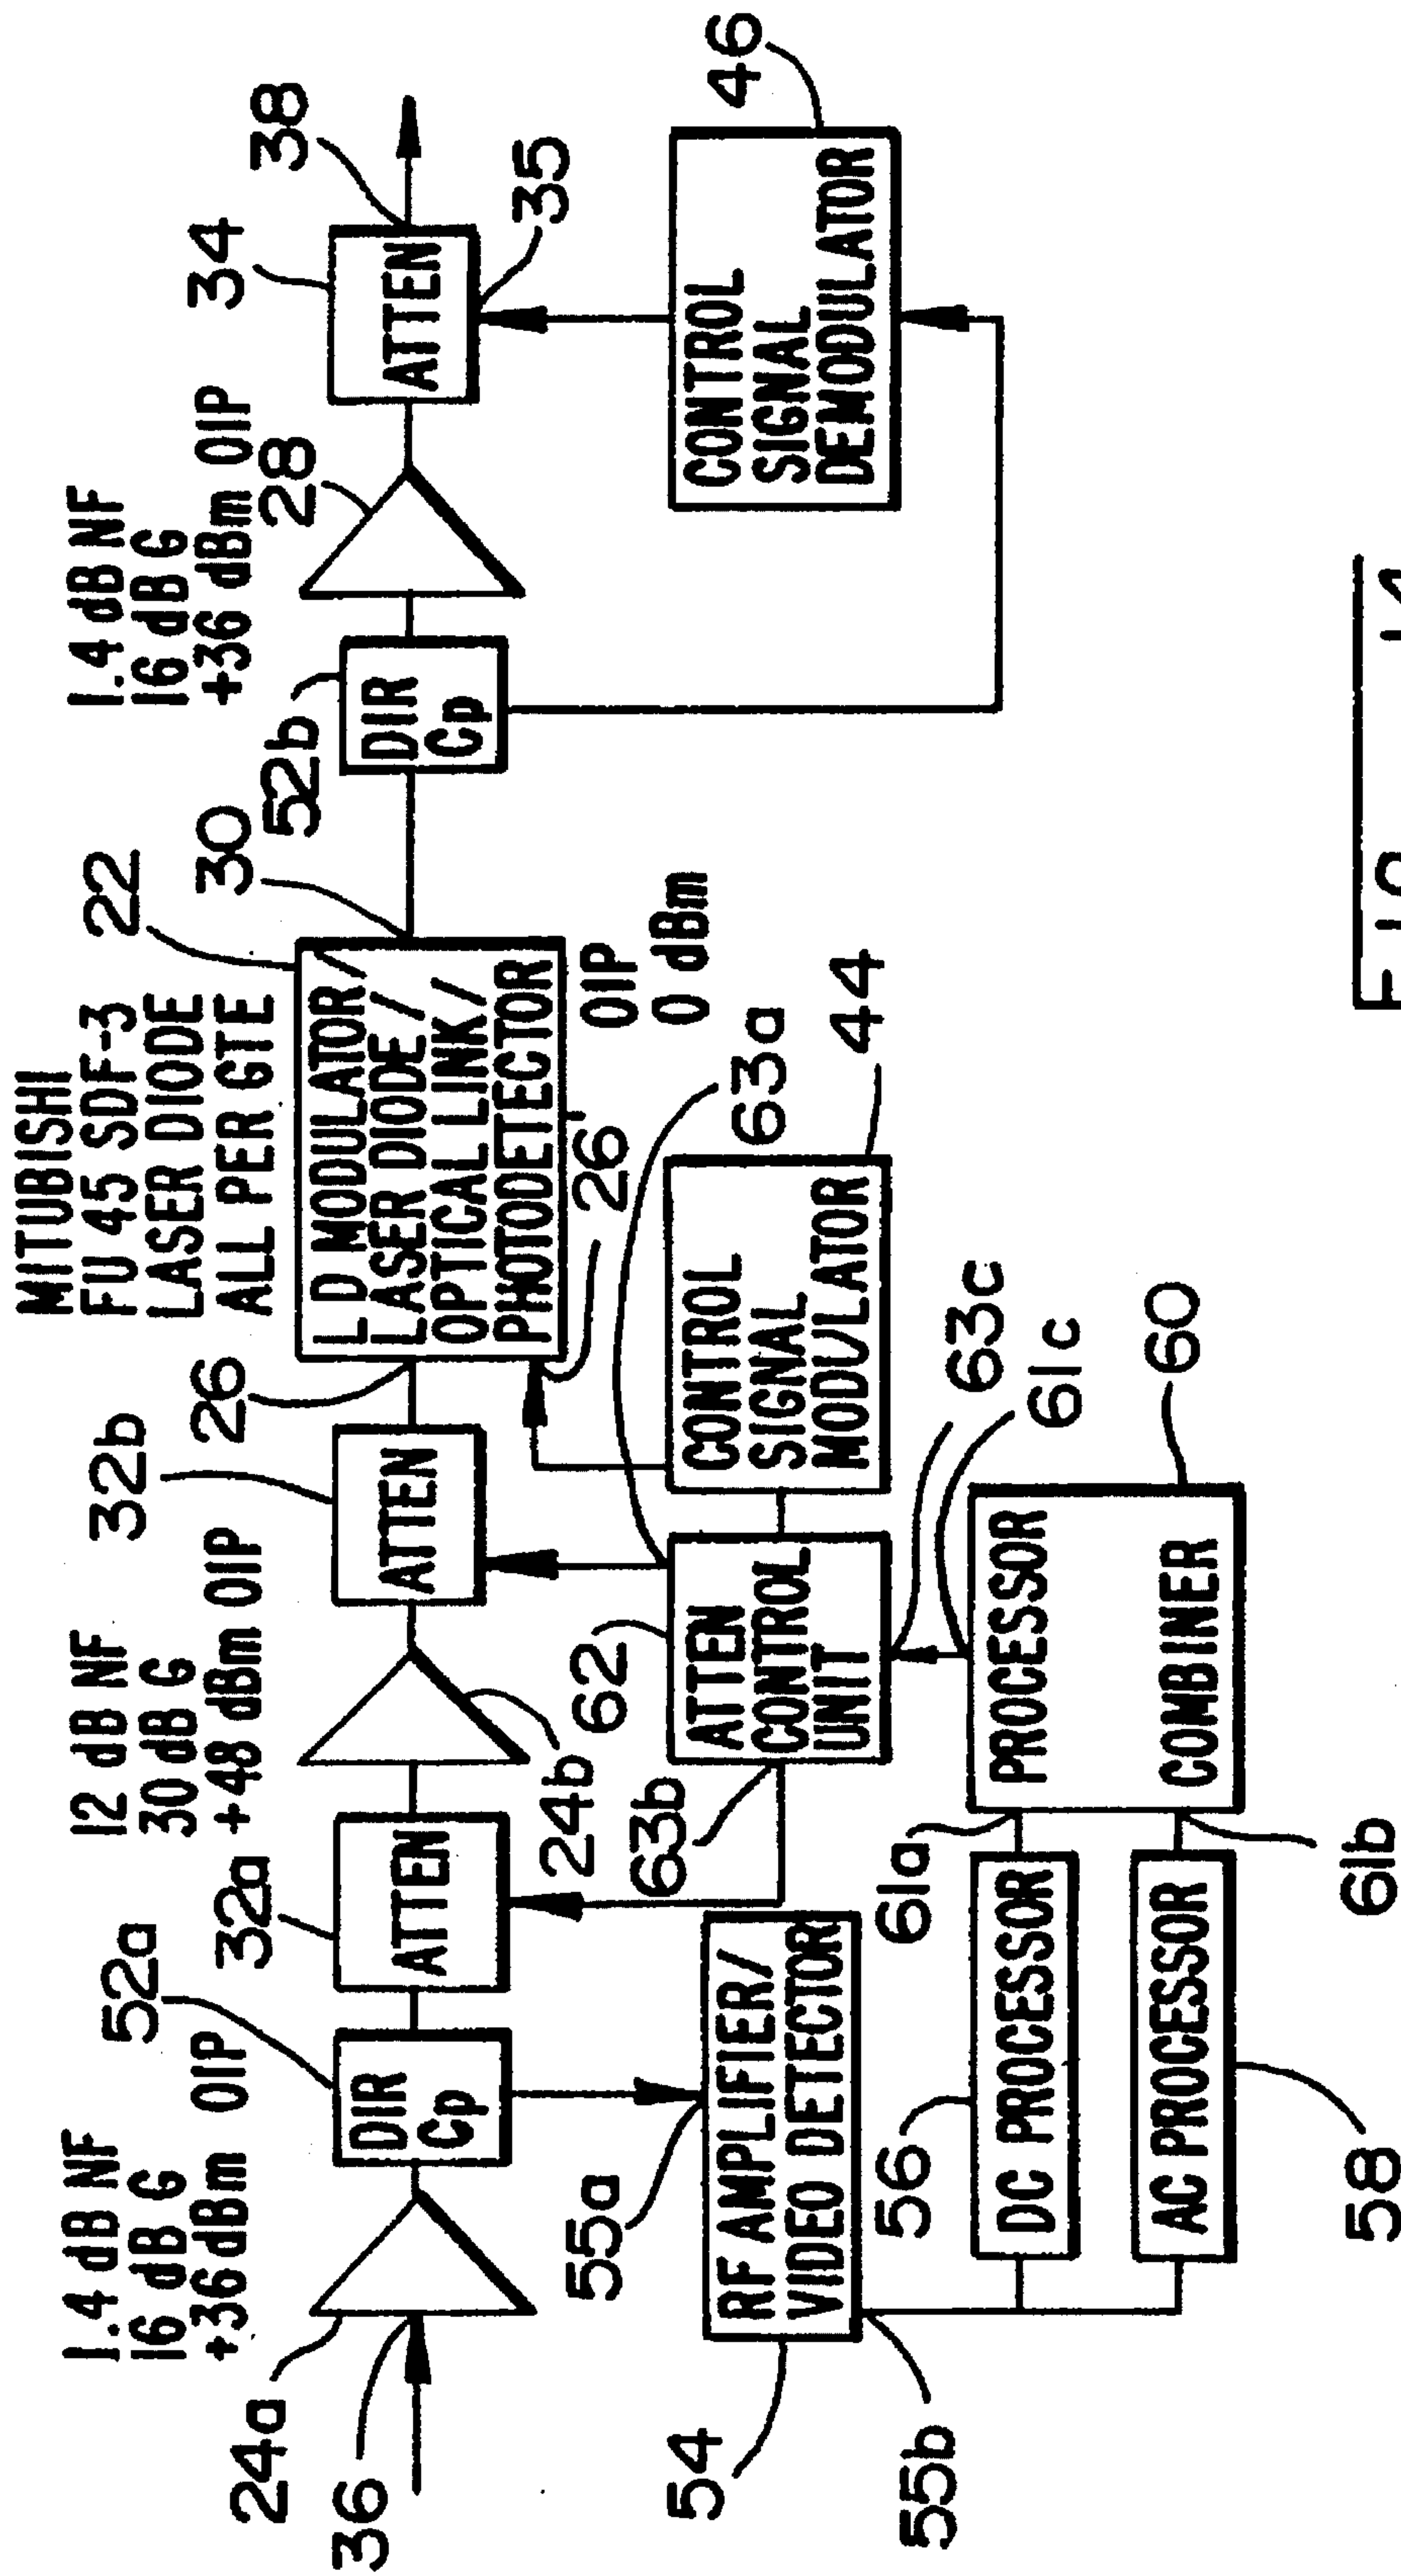 1.4 dB NF
16 dB G
+36 dBm OIP
24a
36
52a
DIR
Cp
32a
ATTEN
12 dB NF
30 dB G
+48 dBm OIP
24b
32b
ATTEN
26
MITUBISHI
FU 45 SDF-3
LASER DIODE
ALL PER GTE
22
L D MODULATOR/
LASER DIODE /
OPTICAL LINK/
PHOTODETECTOR
26
30
OIP
0 dBm
52b
DIR
Cp
1.4 dB NF
16 dB G
+36 dBm OIP
28
34
ATTEN
38
35
55a
54
RF AMPLIFIER/
VIDEO DETECTOR
55b
62
ATTEN
CONTROL
UNIT
63b
63a
CONTROL
SIGNAL
MODULATOR
44
CONTROL
SIGNAL
DEMODULATOR
46
56
DC PROCESSOR
AC PROCESSOR
58
61a
61b
PROCESSOR
COMBINER
60
63c
61c